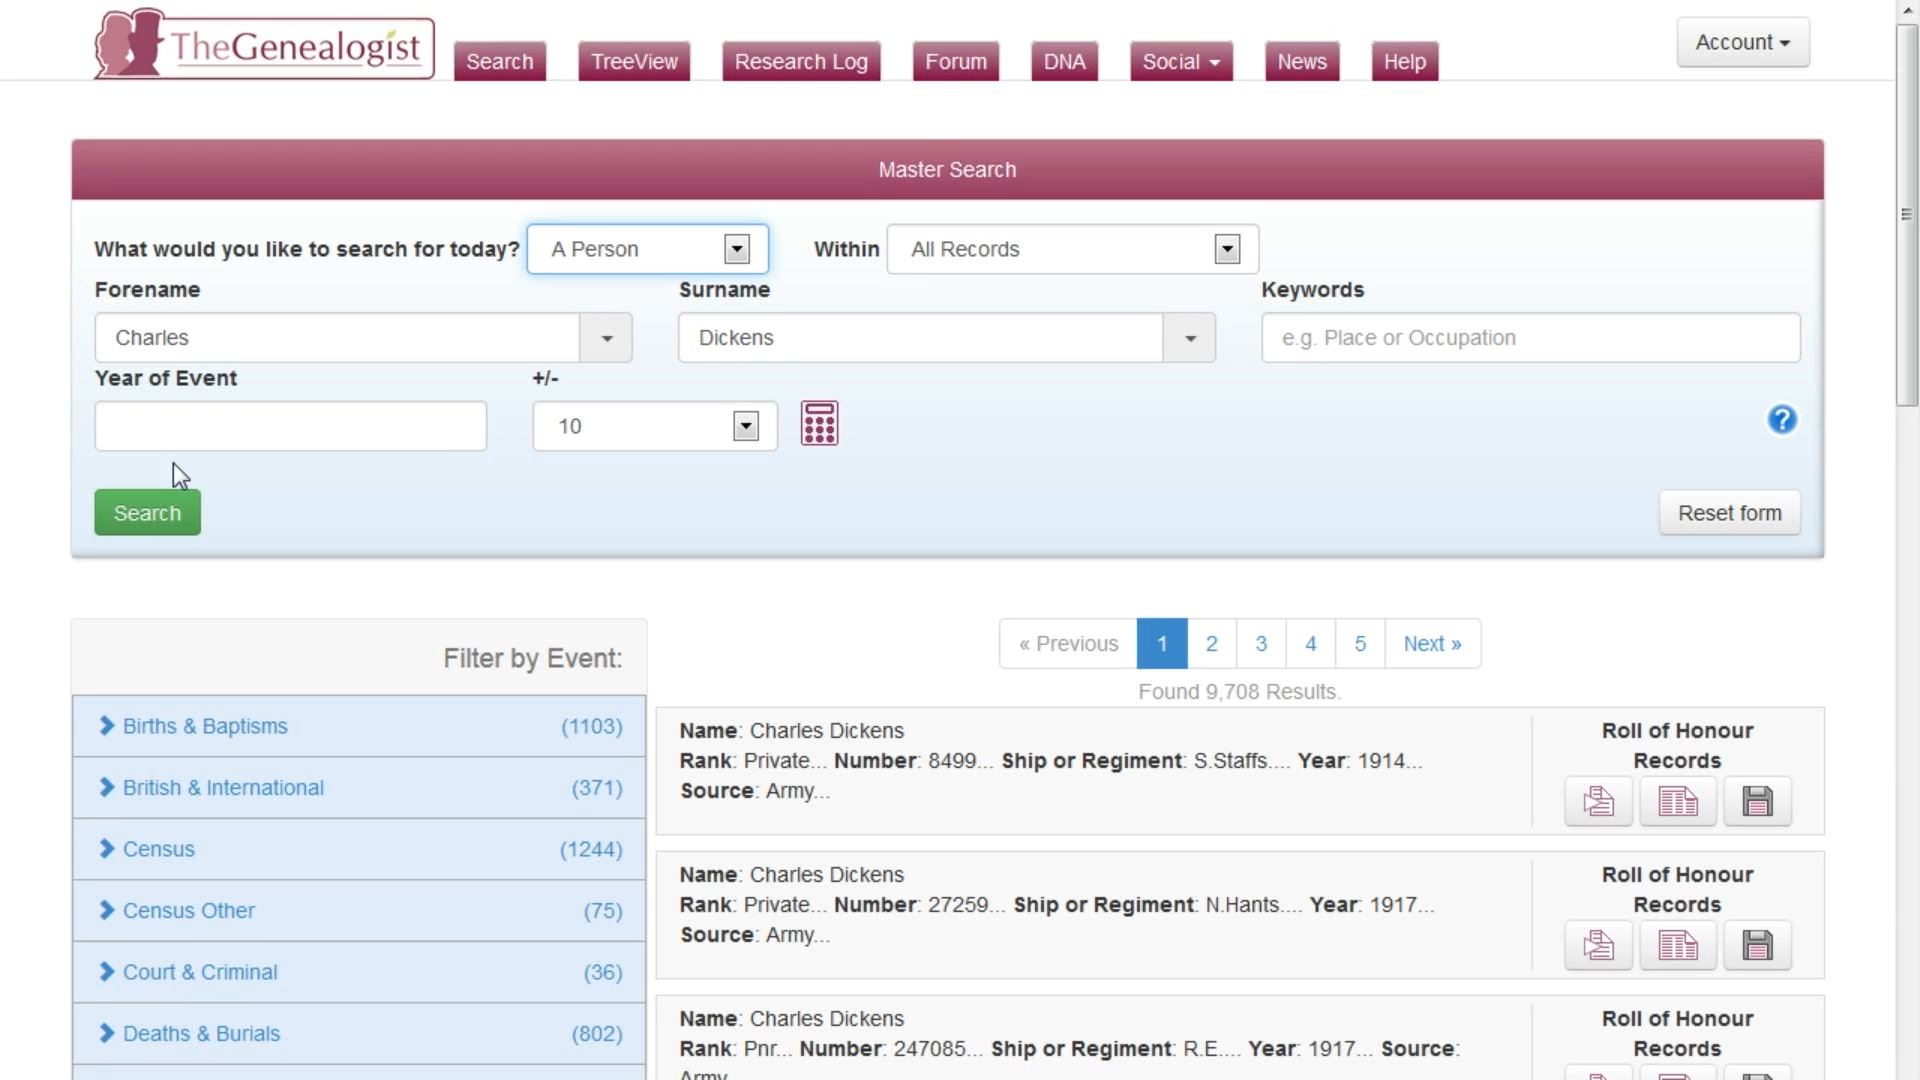 TheGenealogist
Search TreeView Research Log Forum DNA Social News Help
Account
Master Search
What would you like to search for today? A Person Within All Records
Forename Surname Keywords
Charles Dickens e.g. Place or Occupation
Year of Event +/-
10
?
Search Reset form
Filter by Event:
« Previous 1 2 3 4 5 Next »
Found 9,708 Results.
Births & Baptisms (1103)
British & International (371)
Census (1244)
Census Other (75)
Court & Criminal (36)
Deaths & Burials (802)
Name: Charles Dickens
Rank: Private... Number: 8499... Ship or Regiment: S.Staffs.... Year: 1914...
Source: Army...
Roll of Honour
Records
Name: Charles Dickens
Rank: Private... Number: 27259... Ship or Regiment: N.Hants.... Year: 1917...
Source: Army...
Roll of Honour
Records
Name: Charles Dickens
Rank: Pnr... Number: 247085... Ship or Regiment: R.E.... Year: 1917... Source:
Army
Roll of Honour
Records